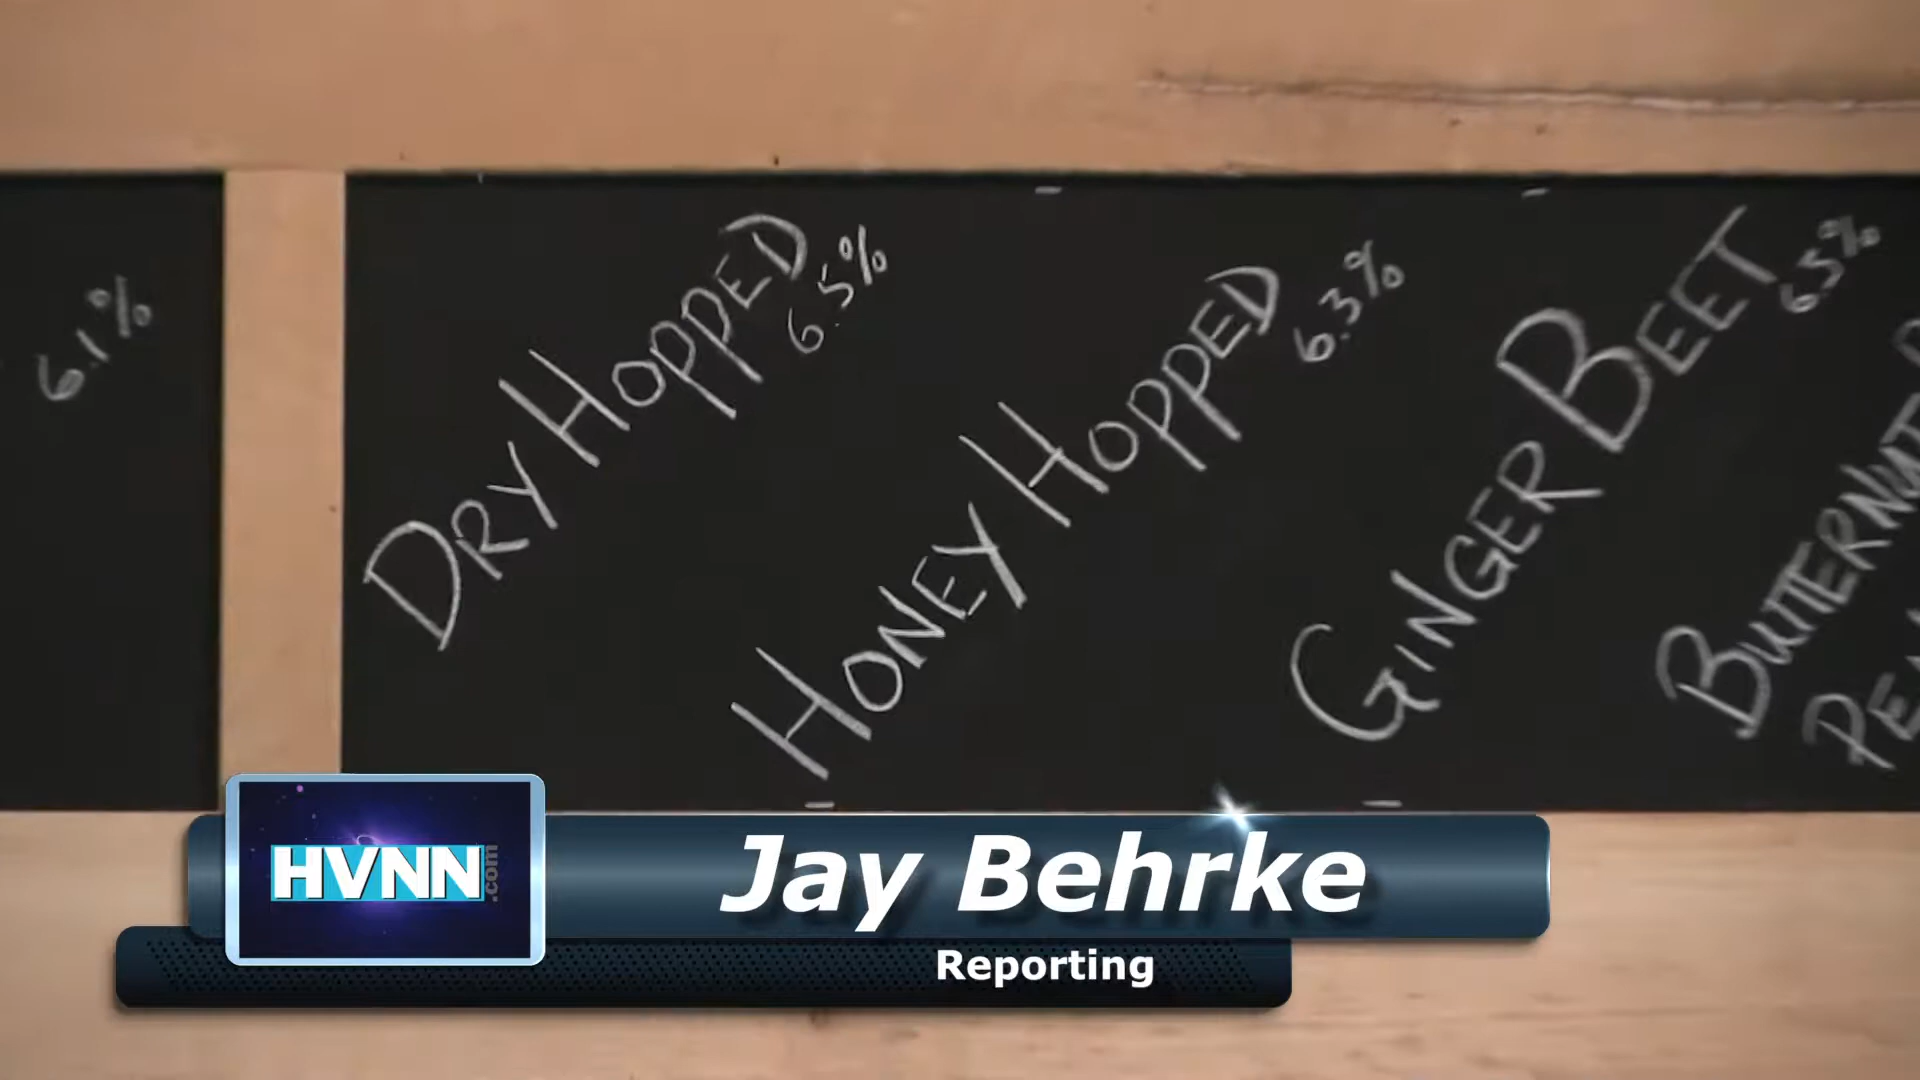 6.1%
DRY HOPPED
6.5%
HONEY HOPPED
6.3%
GINGER BEET
6.5%
BUTTERNUT
HVNN.com
Jay Behrke
Reporting